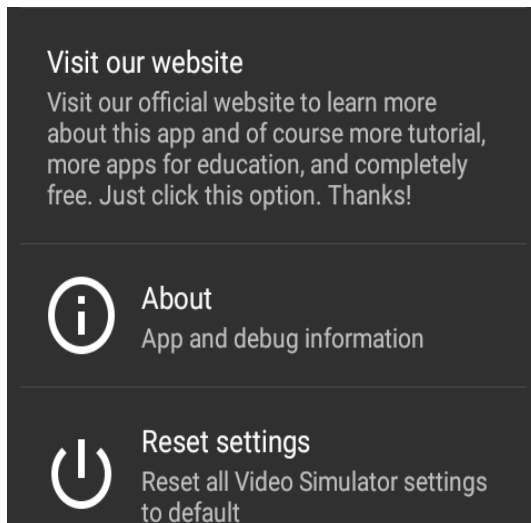 Visit our website
Visit our official website to learn more
about this app and of course more tutorial,
more apps for education, and completely
free. Just click this option. Thanks!
About
App and debug information
Reset settings
Reset all Video Simulator settings
to default